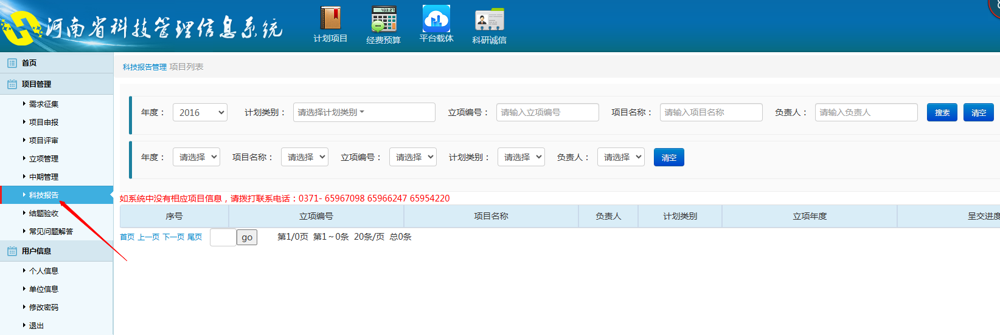 河南省科技管理信息系统
计划项目 经费预算 平台载体 科研诚信
403.27
首页
项目管理
需求征集
项目申报
项目评审
立项管理
中期管理
科技报告
结题验收
常见问题解答
用户信息
个人信息
单位信息
修改密码
退出
科技报告管理 项目列表
年度： 2016 计划类别： 请选择计划类别 立项编号： 请输入立项编号 项目名称： 请输入项目名称 负责人： 请输入负责人 搜索 清空
年度： 请选择 项目名称： 请选择 立项编号： 请选择 计划类别： 请选择 负责人： 请选择 清空
如系统中没有相应项目信息，请拨打联系电话：0371- 65967098 65966247 65954220
序号 立项编号 项目名称 负责人 计划类别 立项年度 呈交进度
首页 上一页 下一页 尾页 go 第1/0页 第1～0条 20条/页 总0条